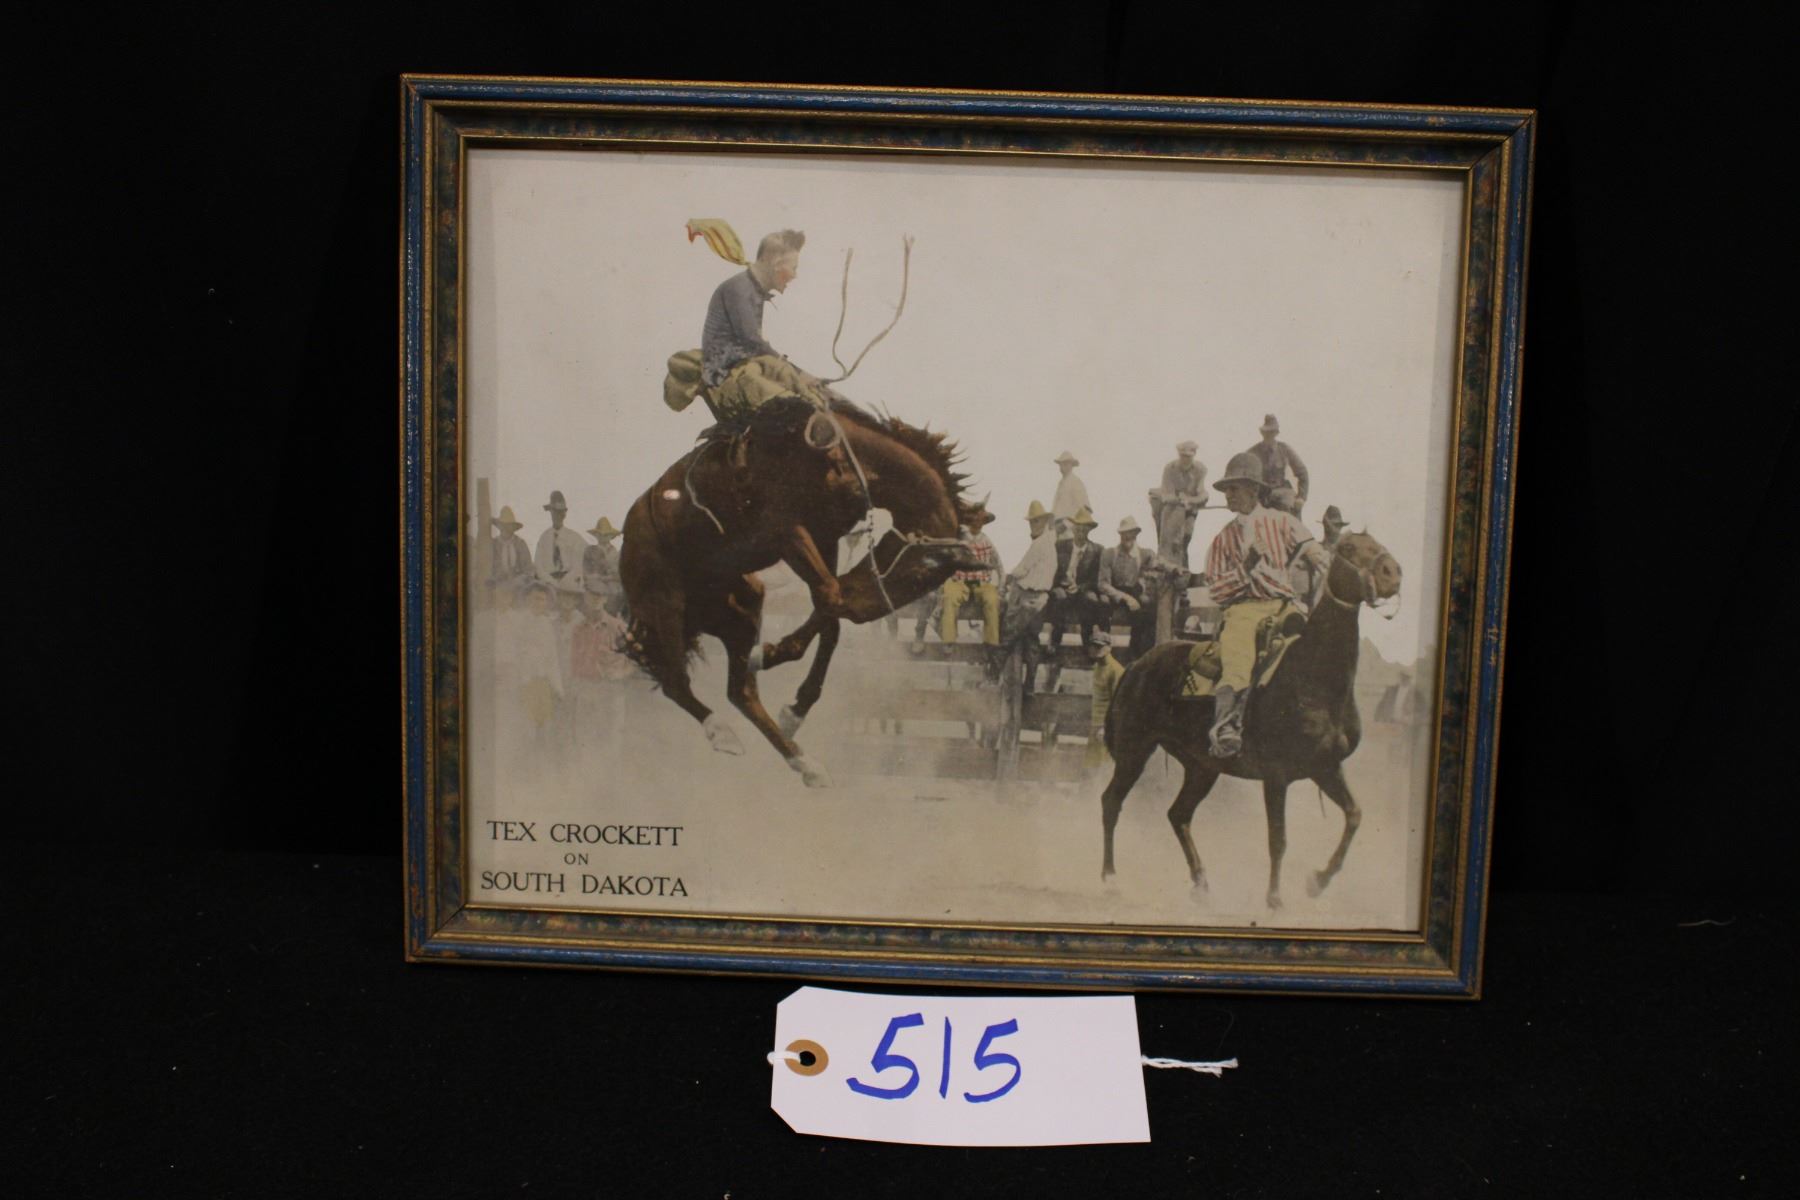 TEX CROCKETT
ON
SOUTH DAKOTA
515